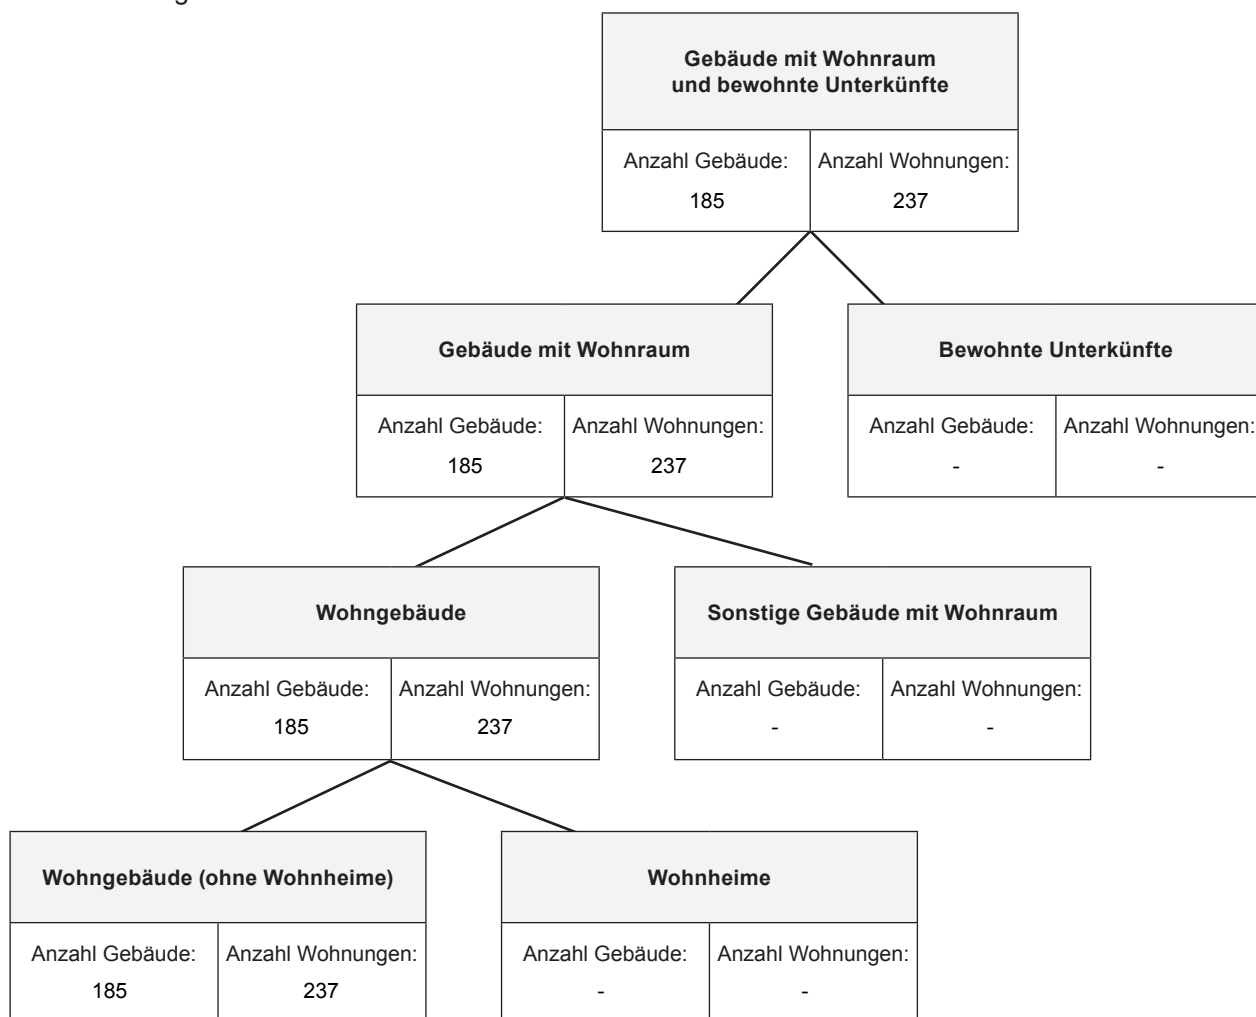 Gebäude mit Wohnraum
und bewohnte Unterkünfte
Anzahl Gebäude: Anzahl Wohnungen:
185 237
Gebäude mit Wohnraum
Anzahl Gebäude: Anzahl Wohnungen:
185 237
Bewohnte Unterkünfte
Anzahl Gebäude: Anzahl Wohnungen:
- -
Wohngebäude
Anzahl Gebäude: Anzahl Wohnungen:
185 237
Sonstige Gebäude mit Wohnraum
Anzahl Gebäude: Anzahl Wohnungen:
- -
Wohngebäude (ohne Wohnheime)
Anzahl Gebäude: Anzahl Wohnungen:
185 237
Wohnheime
Anzahl Gebäude: Anzahl Wohnungen:
- -